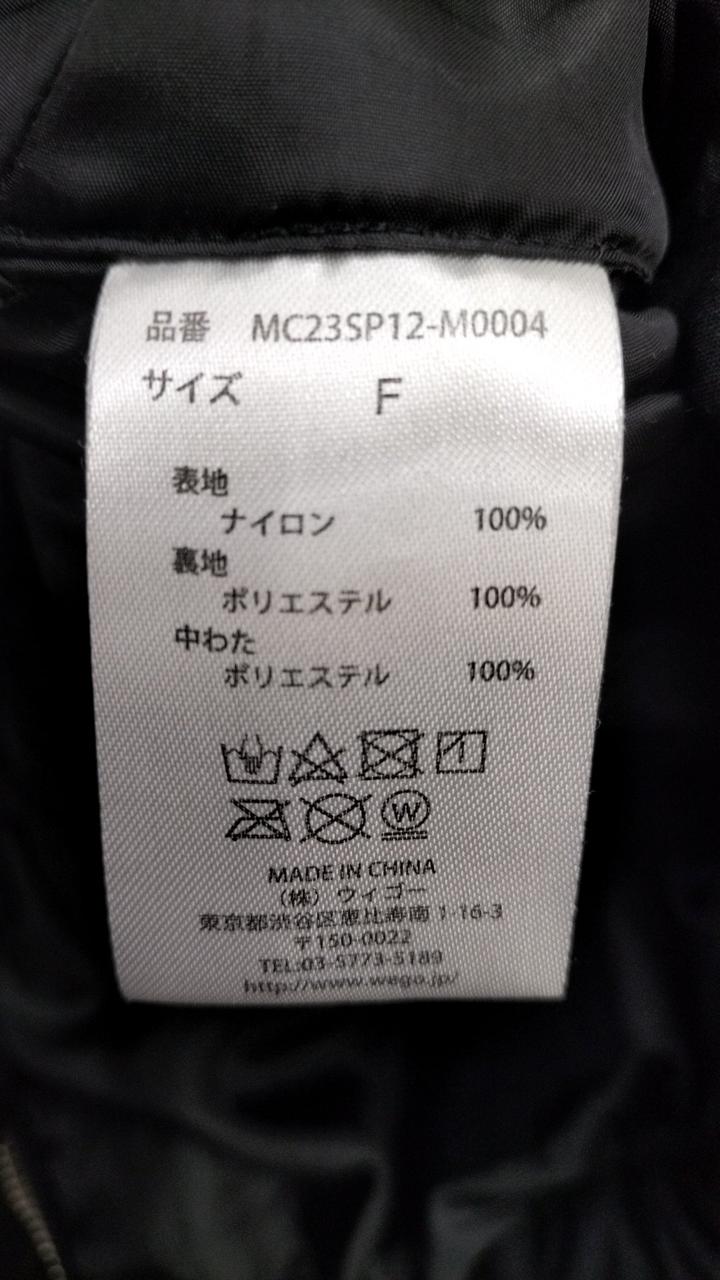 品番 MC23SP12-M0004
サイズ F
表地
ナイロン 100%
裏地
ポリエステル 100%
中わた
ポリエステル 100%
W
MADE IN CHINA
(株) ウィゴー
東京都渋谷区恵比寿南 1-16-3
〒150-0022
TEL:03-5773-5189
http://www.wego.jp/